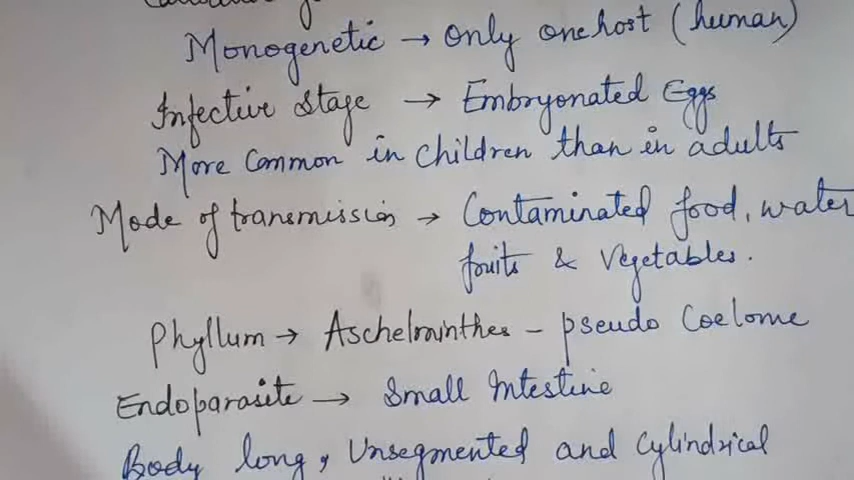 Monogenetic → Only one host (human)
Infective Stage → Embryonated Eggs
More Common in children than in adults
Mode of transmission → Contaminated food, water
fruits & Vegetables.
Phyllum → Aschelminthes - pseudo Coelome
Endoparasite → Small Intestine
Body long, Unsegmented and Cylindrical